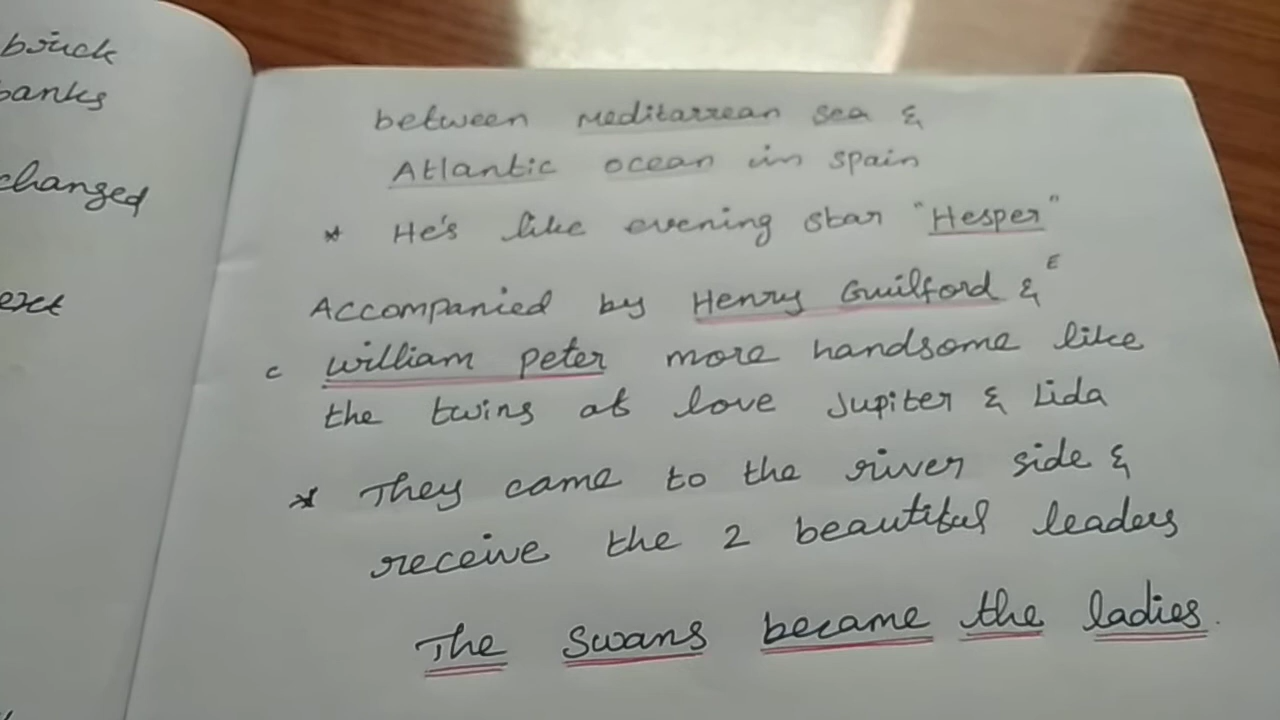 bruck
banks
changed
between Meditarrean sea &
Atlantic ocean in spain
* He's like evening star "Hesper"
Accompanied by Henry Guilford & E
c william peter more handsome like
the twins of love Jupiter & Lida
* They came to the river side &
receive the 2 beautiful leaders
The Swans became the ladies.